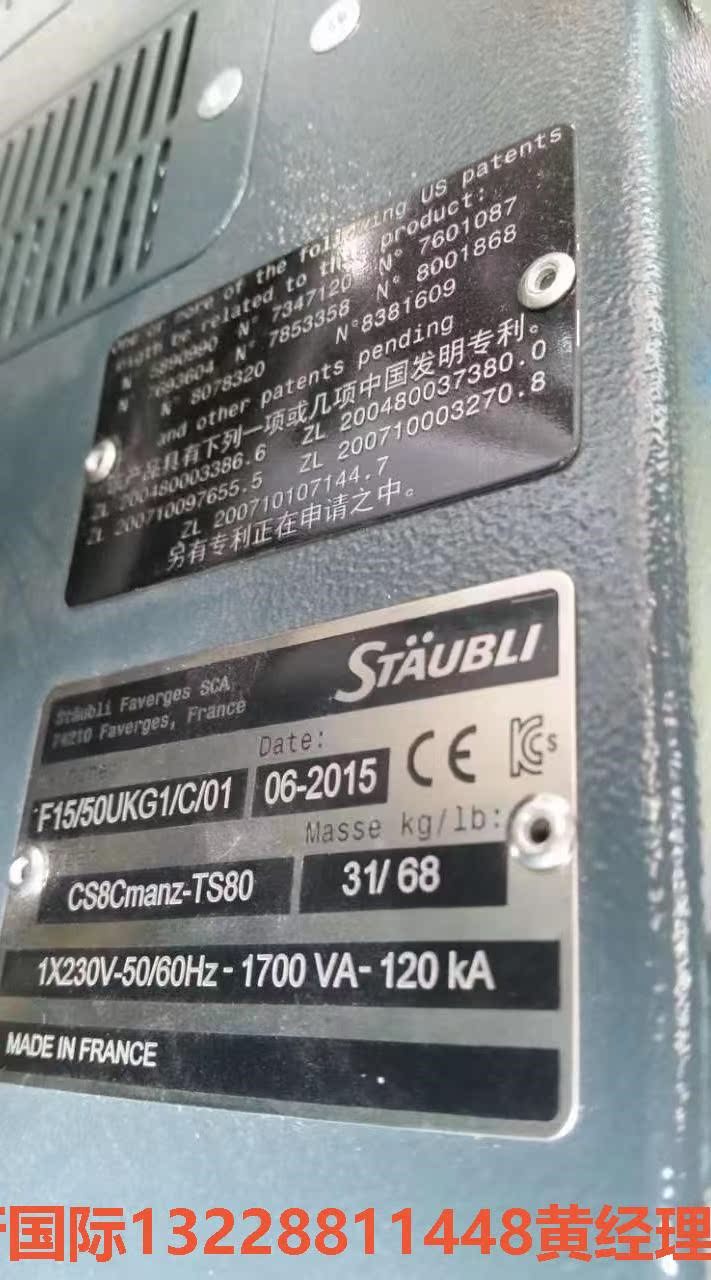 One or more of the following US patents
migth be related to this product:
N° 5890990 N° 7347120 N° 7601087
N° 7693604 N° 7853358 N° 8001868
N° 8078320 N°8381609
and other patents pending
产品具有下列一项或几项中国发明专利。
ZL 200480003386.6 ZL 200480037380.0
ZL 200710097655.5 ZL 200710003270.8
ZL 200710107144.7
另有专利正在申请之中。
STÄUBLI
Stäubli Faverges SCA
74210 Faverges, France
Date:
CE
F15/50UKG1/C/01
06-2015
Masse kg/lb:
CS8Cmanz-TS80
31/ 68
1X230V-50/60Hz - 1700 VA- 120 kA
MADE IN FRANCE
国际13228811448黄经理